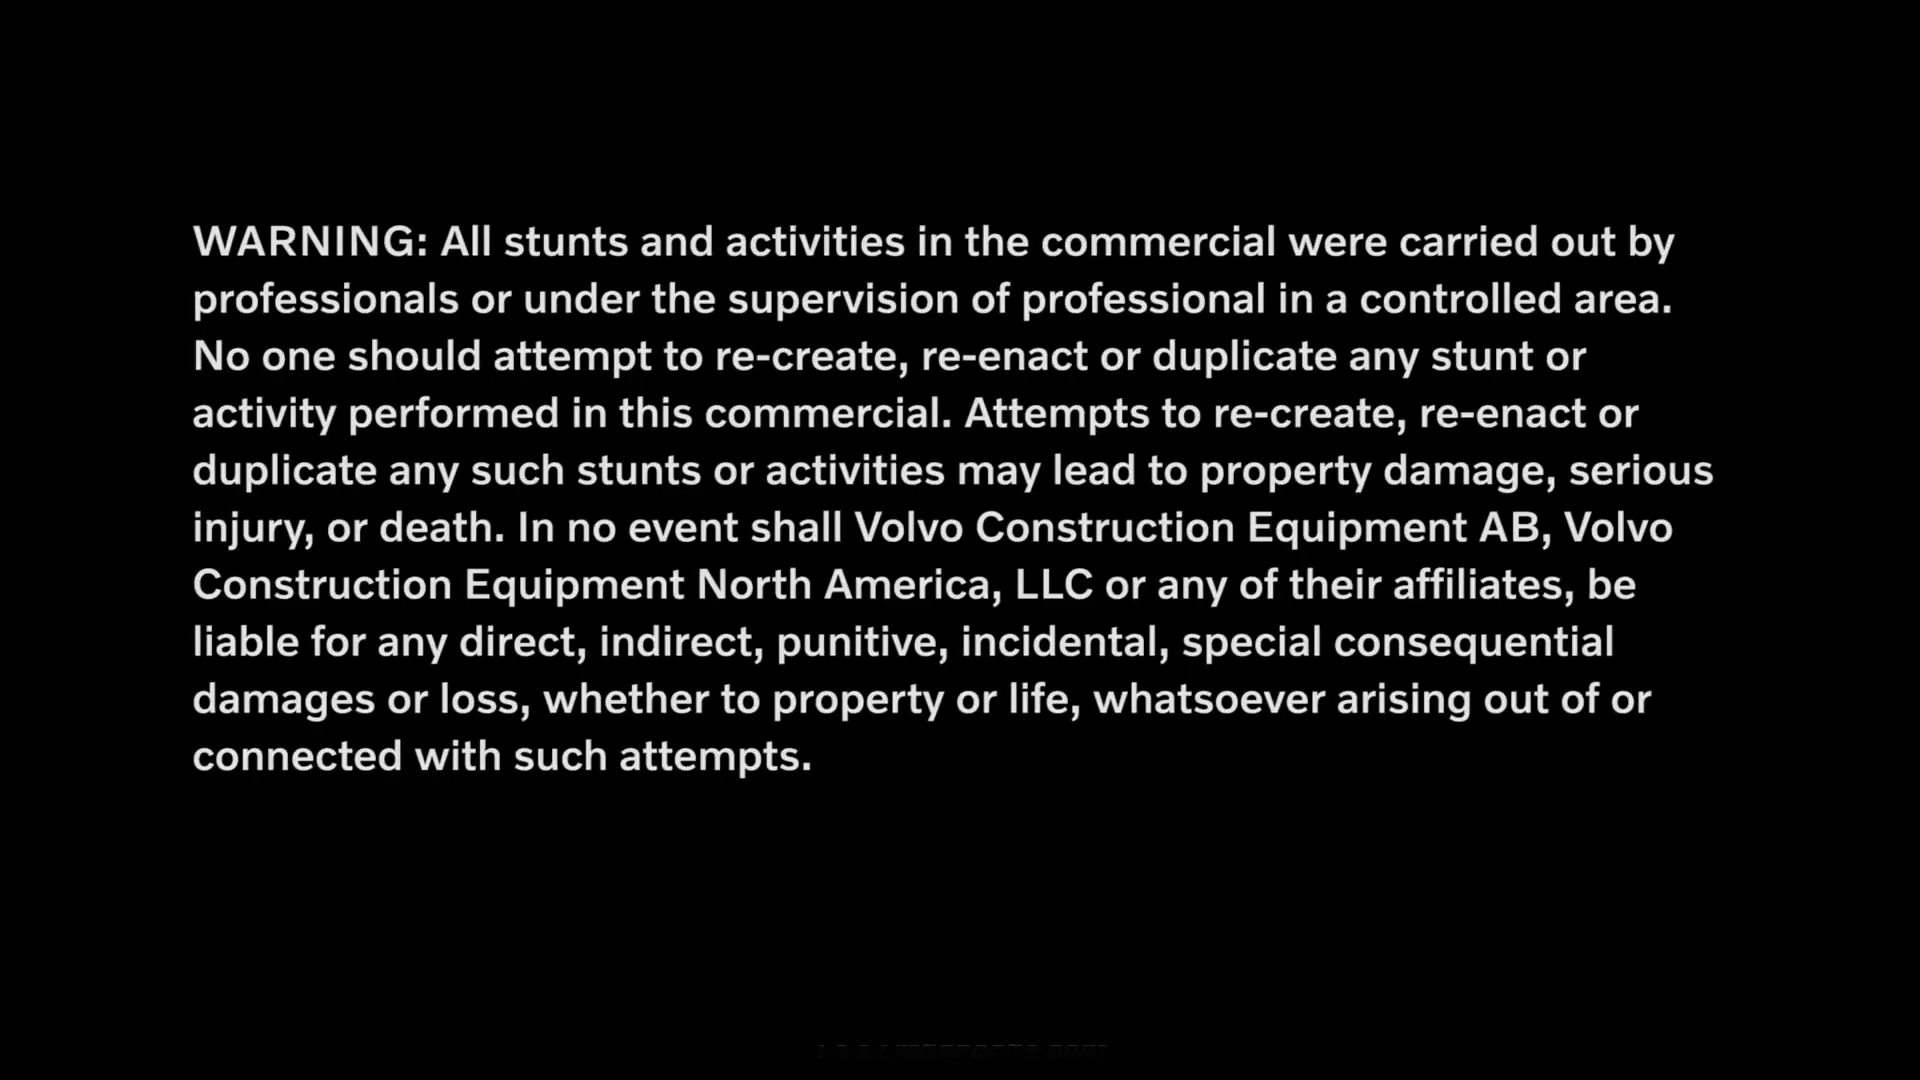 WARNING: All stunts and activities in the commercial were carried out by
professionals or under the supervision of professional in a controlled area.
No one should attempt to re-create, re-enact or duplicate any stunt or
activity performed in this commercial. Attempts to re-create, re-enact or
duplicate any such stunts or activities may lead to property damage, serious
injury, or death. In no event shall Volvo Construction Equipment AB, Volvo
Construction Equipment North America, LLC or any of their affiliates, be
liable for any direct, indirect, punitive, incidental, special consequential
damages or loss, whether to property or life, whatsoever arising out of or
connected with such attempts.